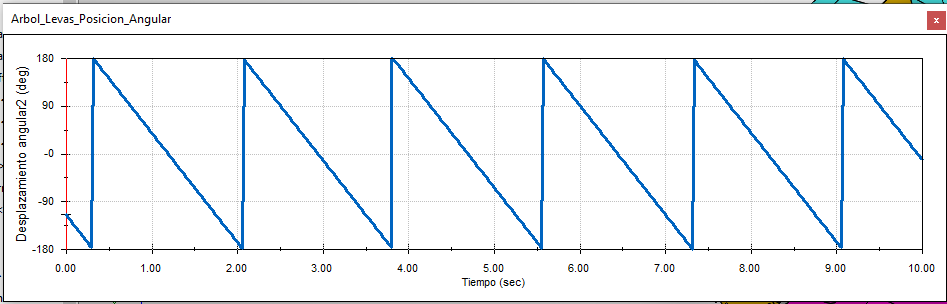 Arbol_Levas_Posicion_Angular
x
Desplazamiento angular2 (deg)
180
90
-0
-90
-180
0.00 1.00 2.00 3.00 4.00 5.00 6.00 7.00 8.00 9.00 10.00
Tiempo (sec)